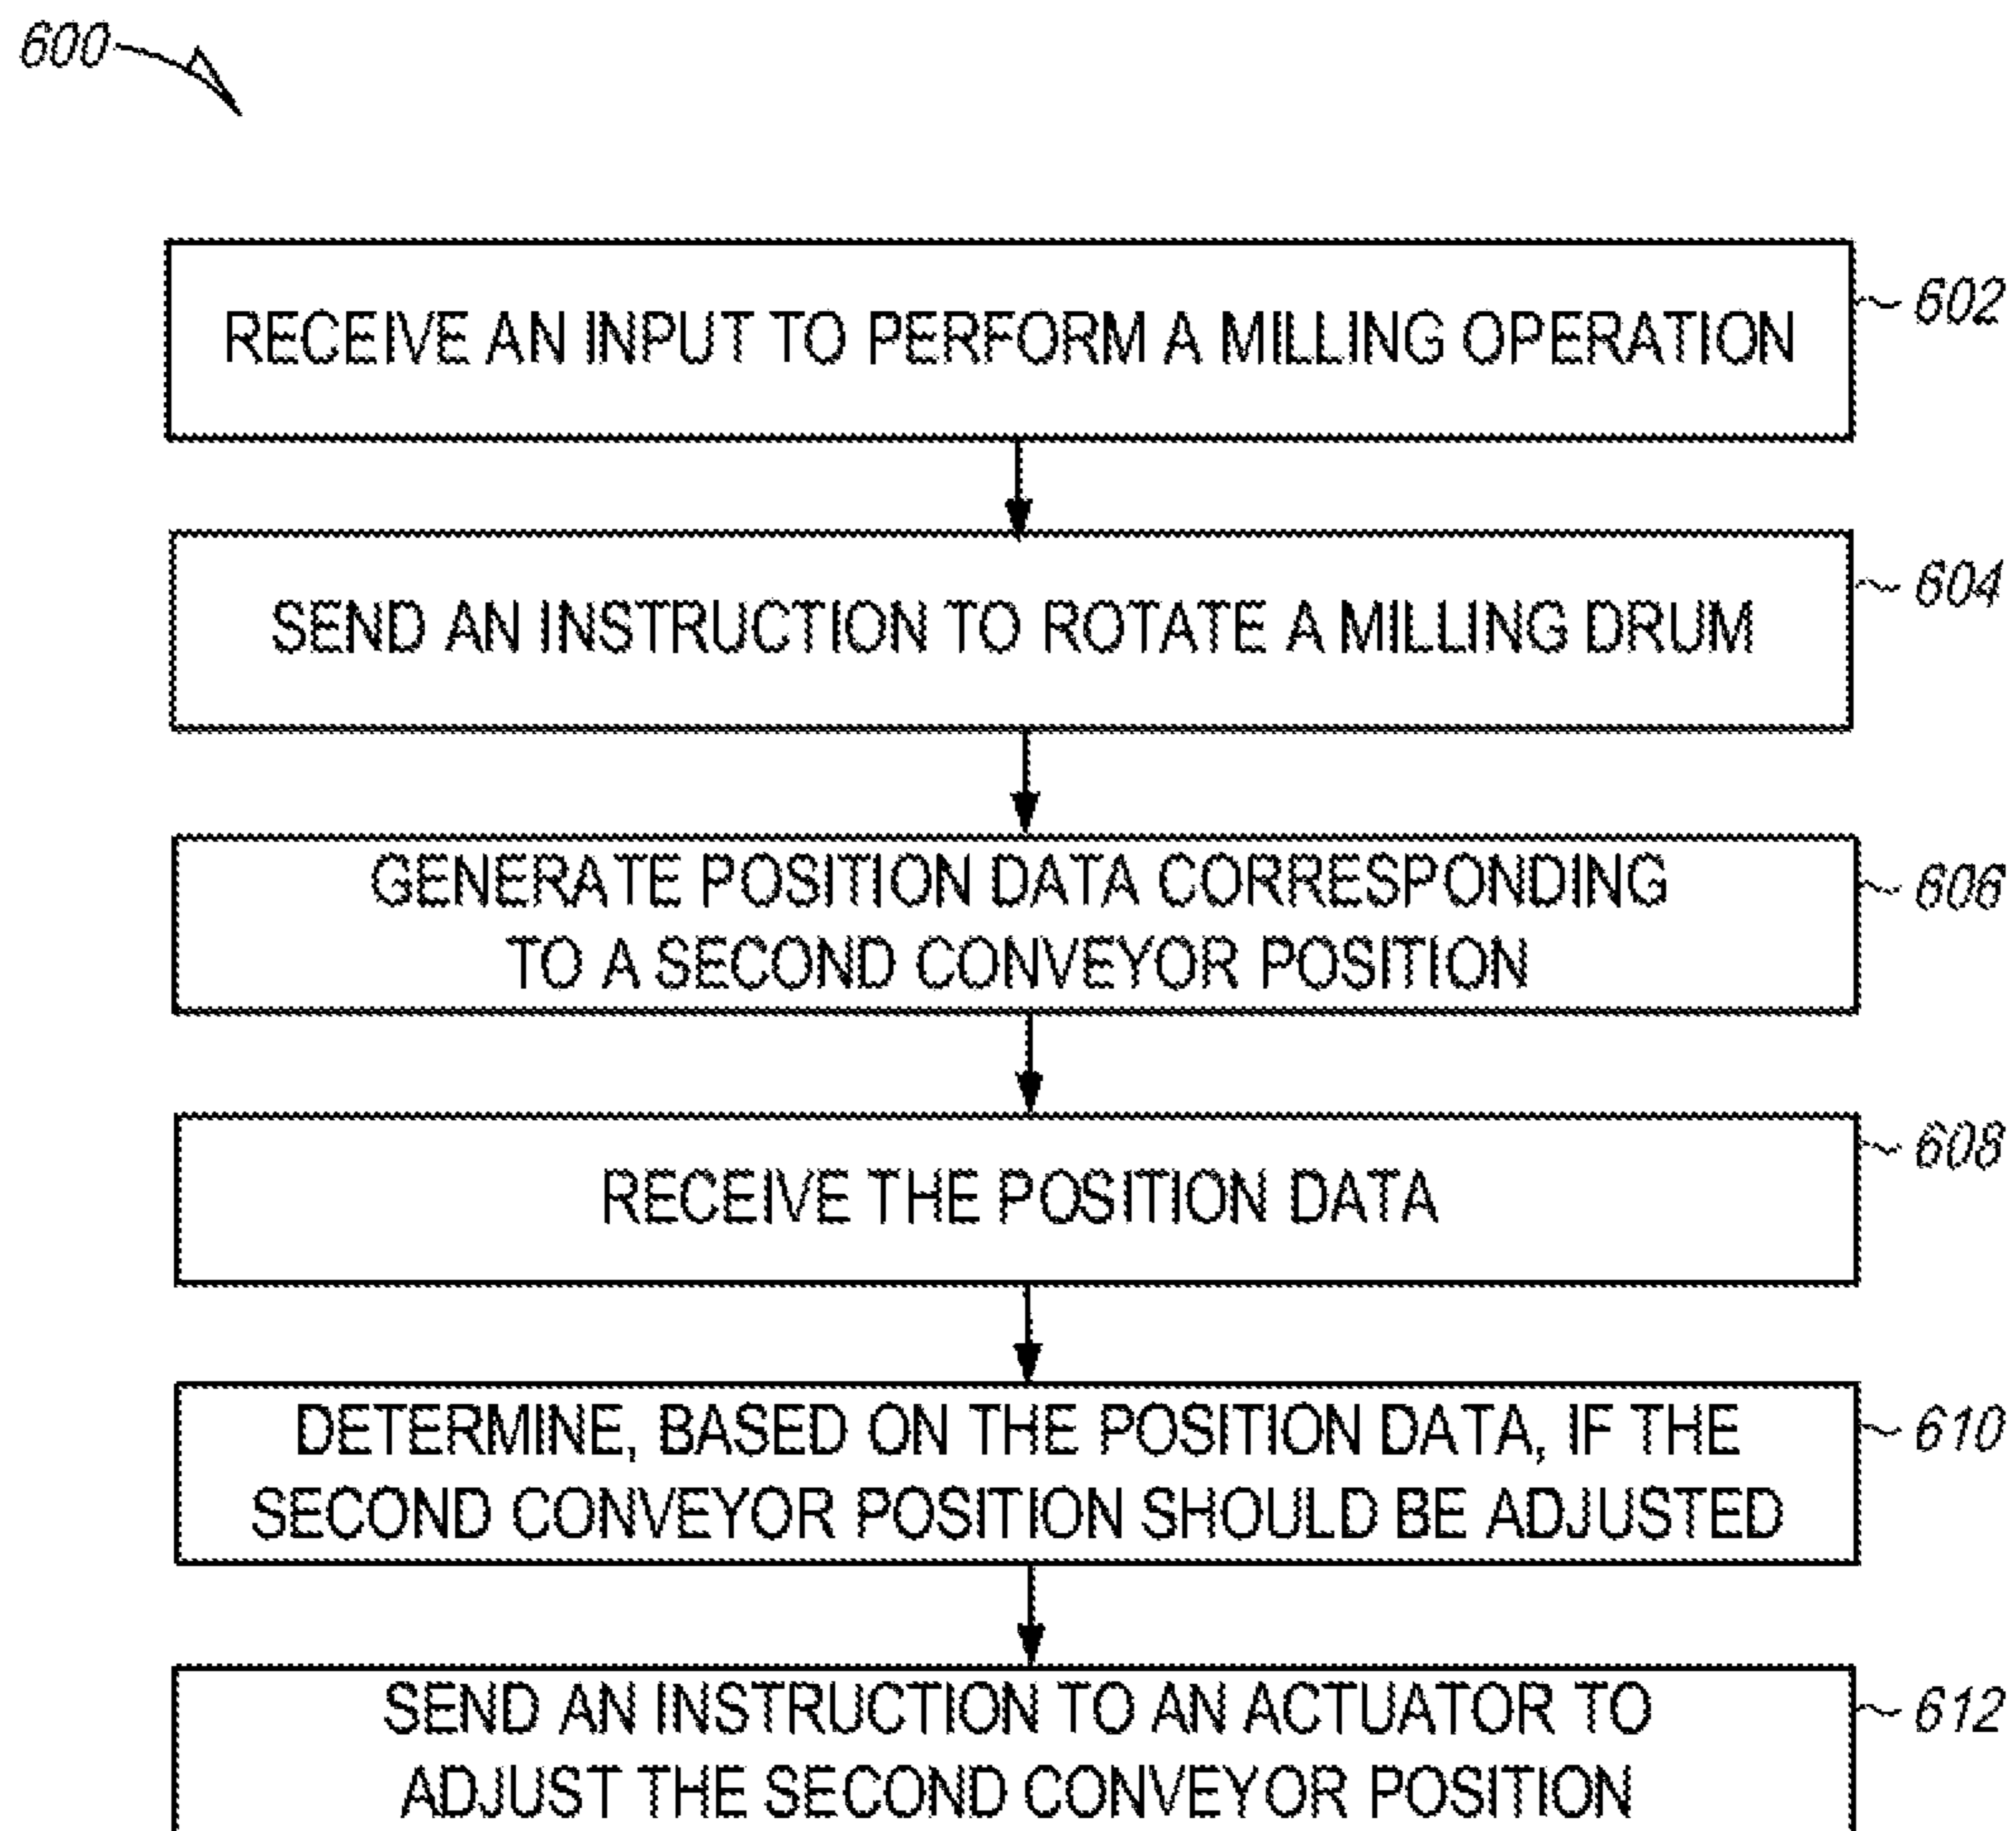 600
RECEIVE AN INPUT TO PERFORM A MILLING OPERATION
602
SEND AN INSTRUCTION TO ROTATE A MILLING DRUM
604
GENERATE POSITION DATA CORRESPONDING
TO A SECOND CONVEYOR POSITION
606
RECEIVE THE POSITION DATA
608
DETERMINE, BASED ON THE POSITION DATA, IF THE
SECOND CONVEYOR POSITION SHOULD BE ADJUSTED
610
SEND AN INSTRUCTION TO AN ACTUATOR TO
ADJUST THE SECOND CONVEYOR POSITION
612